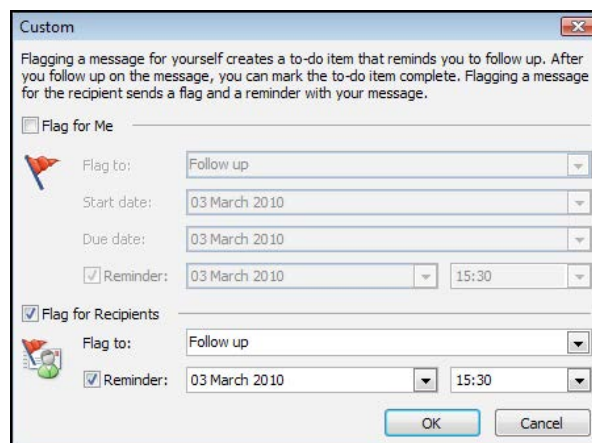 Custom
Flagging a message for yourself creates a to-do item that reminds you to follow up. After
you follow up on the message, you can mark the to-do item complete. Flagging a message
for the recipient sends a flag and a reminder with your message.
Flag for Me
Flag to: Follow up
Start date: 03 March 2010
Due date: 03 March 2010
Reminder: 03 March 2010 15:30
Flag for Recipients
Flag to: Follow up
Reminder: 03 March 2010 15:30
OK Cancel